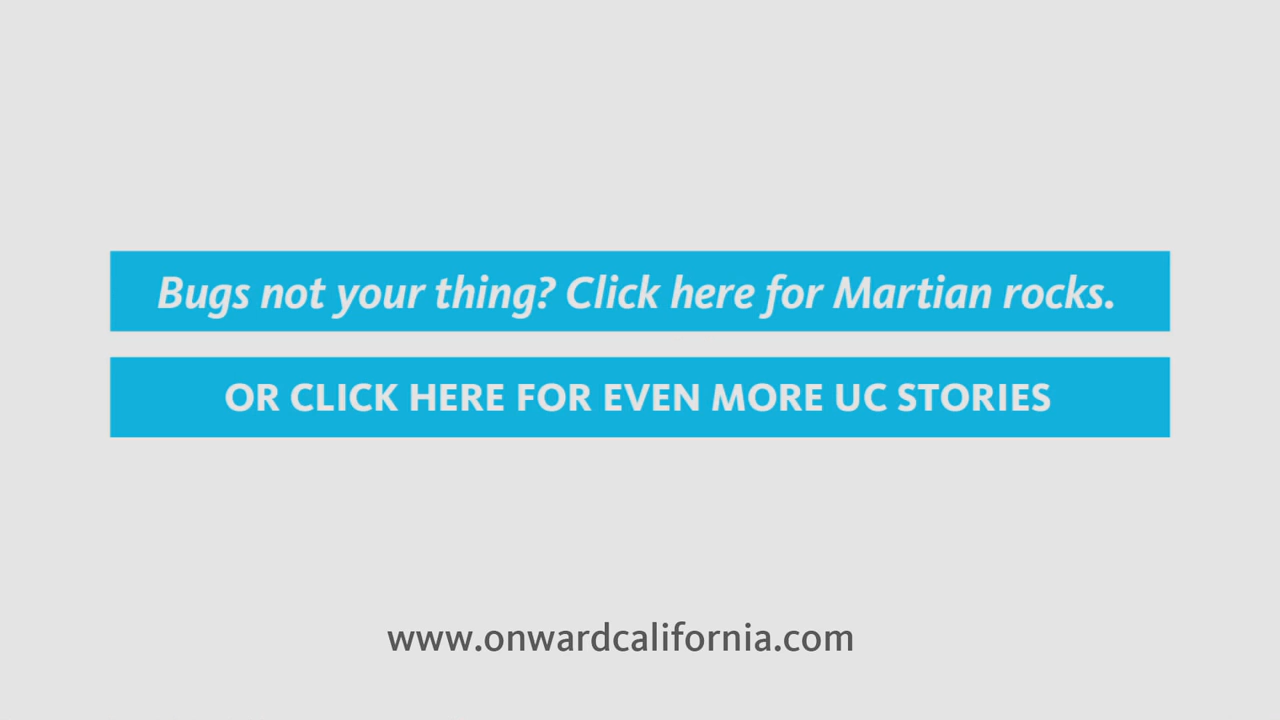 Bugs not your thing? Click here for Martian rocks.
OR CLICK HERE FOR EVEN MORE UC STORIES
www.onwardcalifornia.com